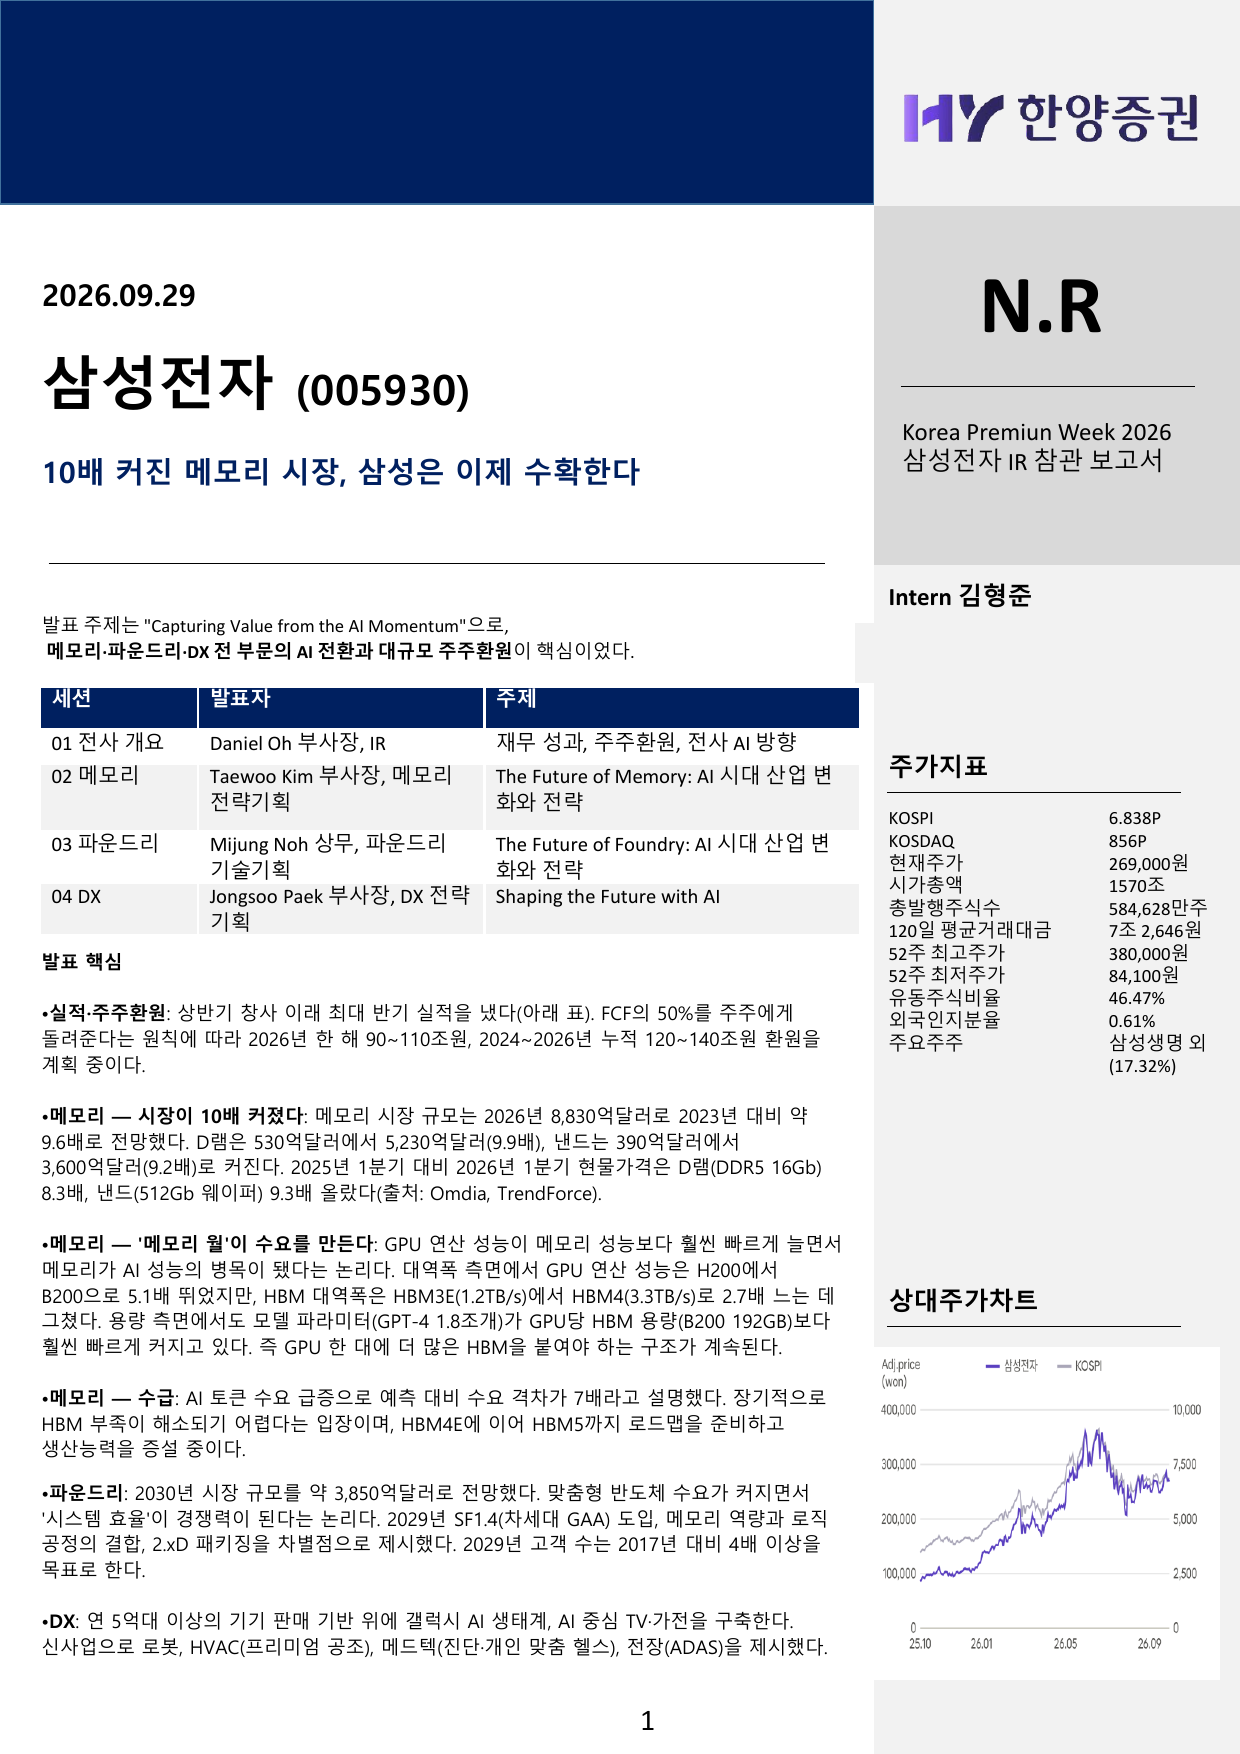 HY 한양증권
2026.09.29
삼성전자 (005930)
10배 커진 메모리 시장, 삼성은 이제 수확한다
N.R
Korea Premiun Week 2026
삼성전자 IR 참관 보고서
Intern 김형준
발표 주제는 "Capturing Value from the AI Momentum"으로,
메모리·파운드리·DX 전 부문의 AI 전환과 대규모 주주환원이 핵심이었다.
세션 발표자 주제
01 전사 개요 Daniel Oh 부사장, IR 재무 성과, 주주환원, 전사 AI 방향
02 메모리 Taewoo Kim 부사장, 메모리 The Future of Memory: AI 시대 산업 변
전략기획 화와 전략
03 파운드리 Mijung Noh 상무, 파운드리 The Future of Foundry: AI 시대 산업 변
기술기획 화와 전략
04 DX Jongsoo Paek 부사장, DX 전략 Shaping the Future with AI
기획
발표 핵심
•실적·주주환원: 상반기 창사 이래 최대 반기 실적을 냈다(아래 표). FCF의 50%를 주주에게
돌려준다는 원칙에 따라 2026년 한 해 90~110조원, 2024~2026년 누적 120~140조원 환원을
계획 중이다.
•메모리 — 시장이 10배 커졌다: 메모리 시장 규모는 2026년 8,830억달러로 2023년 대비 약
9.6배로 전망했다. D램은 530억달러에서 5,230억달러(9.9배), 낸드는 390억달러에서
3,600억달러(9.2배)로 커진다. 2025년 1분기 대비 2026년 1분기 현물가격은 D램(DDR5 16Gb)
8.3배, 낸드(512Gb 웨이퍼) 9.3배 올랐다(출처: Omdia, TrendForce).
•메모리 — '메모리 월'이 수요를 만든다: GPU 연산 성능이 메모리 성능보다 훨씬 빠르게 늘면서
메모리가 AI 성능의 병목이 됐다는 논리다. 대역폭 측면에서 GPU 연산 성능은 H200에서
B200으로 5.1배 뛰었지만, HBM 대역폭은 HBM3E(1.2TB/s)에서 HBM4(3.3TB/s)로 2.7배 느는 데
그쳤다. 용량 측면에서도 모델 파라미터(GPT-4 1.8조개)가 GPU당 HBM 용량(B200 192GB)보다
훨씬 빠르게 커지고 있다. 즉 GPU 한 대에 더 많은 HBM을 붙여야 하는 구조가 계속된다.
•메모리 — 수급: AI 토큰 수요 급증으로 예측 대비 수요 격차가 7배라고 설명했다. 장기적으로
HBM 부족이 해소되기 어렵다는 입장이며, HBM4E에 이어 HBM5까지 로드맵을 준비하고
생산능력을 증설 중이다.
•파운드리: 2030년 시장 규모를 약 3,850억달러로 전망했다. 맞춤형 반도체 수요가 커지면서
'시스템 효율'이 경쟁력이 된다는 논리다. 2029년 SF1.4(차세대 GAA) 도입, 메모리 역량과 로직
공정의 결합, 2.xD 패키징을 차별점으로 제시했다. 2029년 고객 수는 2017년 대비 4배 이상을
목표로 한다.
•DX: 연 5억대 이상의 기기 판매 기반 위에 갤럭시 AI 생태계, AI 중심 TV·가전을 구축한다.
신사업으로 로봇, HVAC(프리미엄 공조), 메드텍(진단·개인 맞춤 헬스), 전장(ADAS)을 제시했다.
주가지표
KOSPI 6.838P
KOSDAQ 856P
현재주가 269,000원
시가총액 1570조
총발행주식수 584,628만주
120일 평균거래대금 7조 2,646원
52주 최고주가 380,000원
52주 최저주가 84,100원
유동주식비율 46.47%
외국인지분율 0.61%
주요주주 삼성생명 외
(17.32%)
상대주가차트
Adj.price
(won)
삼성전자 KOSPI
400,000 10,000
300,000 7,500
200,000 5,000
100,000 2,500
0 0
25.10 26.01 26.05 26.09
1